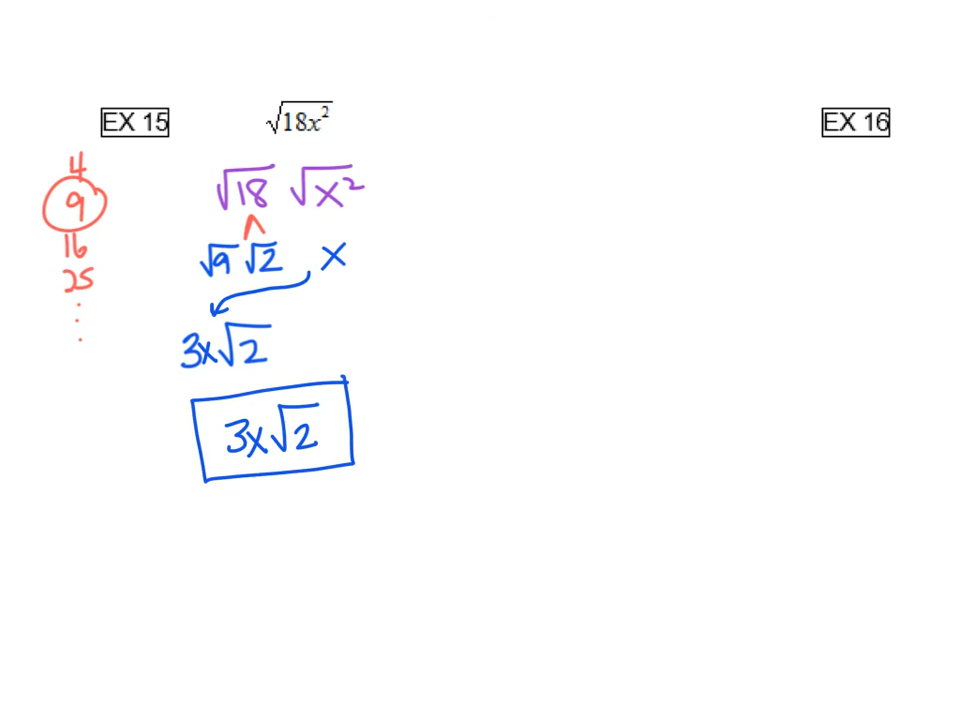 EX 15 √18x² EX 16
4
9
16
25
⋮
√18 √x²
√9 √2 x
3x√2
3x√2